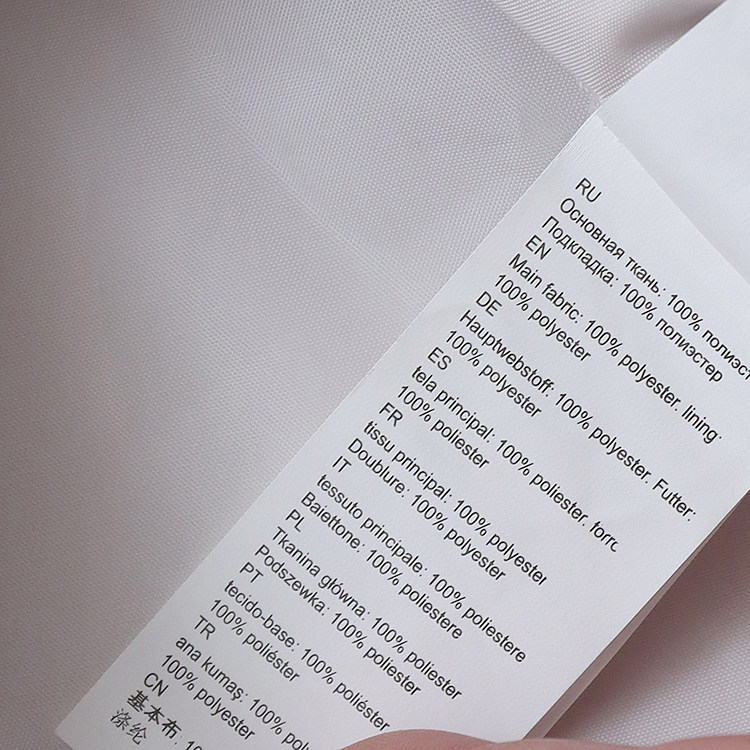 RU
Основная ткань: 100% полиэст
Подкладка: 100% полиэстер
EN
Main fabric: 100% polyester. lining:
100% polyester
DE
Hauptwebstoff: 100% polyester. Futter:
100% polyester
ES
tela principal: 100% poliester. forrc
100% poliester
FR
tissu principal: 100% polyester
Doublure: 100% polyester
IT
tessuto principale: 100% poliestere
Baiettone: 100% poliestere
PL
Tkanina główna: 100% poliester
Podszewka: 100% poliester
PT
tecido-base: 100% poliéster
100% poliéster
TR
ana kumaş: 100% polyester
100% polyester
CN
基本布: 10
涤纶